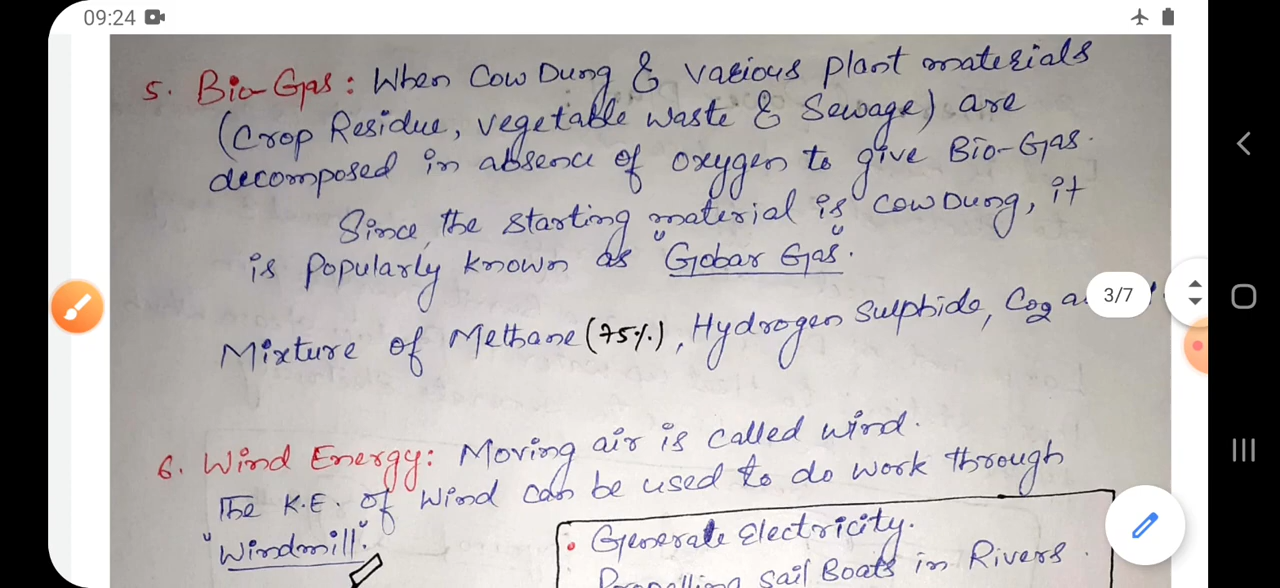 09:24
5. Bio-Gas: When Cow Dung & various plant materials
(Crop Residue, vegetable waste & Sewage) are
decomposed in absence of oxygen to give Bio-Gas.
Since the starting material is Cow Dung, it
is Popularly known as "Gobar Gas".
3/7
Mixture of Methane (75%), Hydrogen Sulphide, CO2
6. Wind Energy: Moving air is called wind.
The K.E. of Wind can be used to do work through
"Windmill".
• Generate Electricity.
Propelling Sail Boats in Rivers